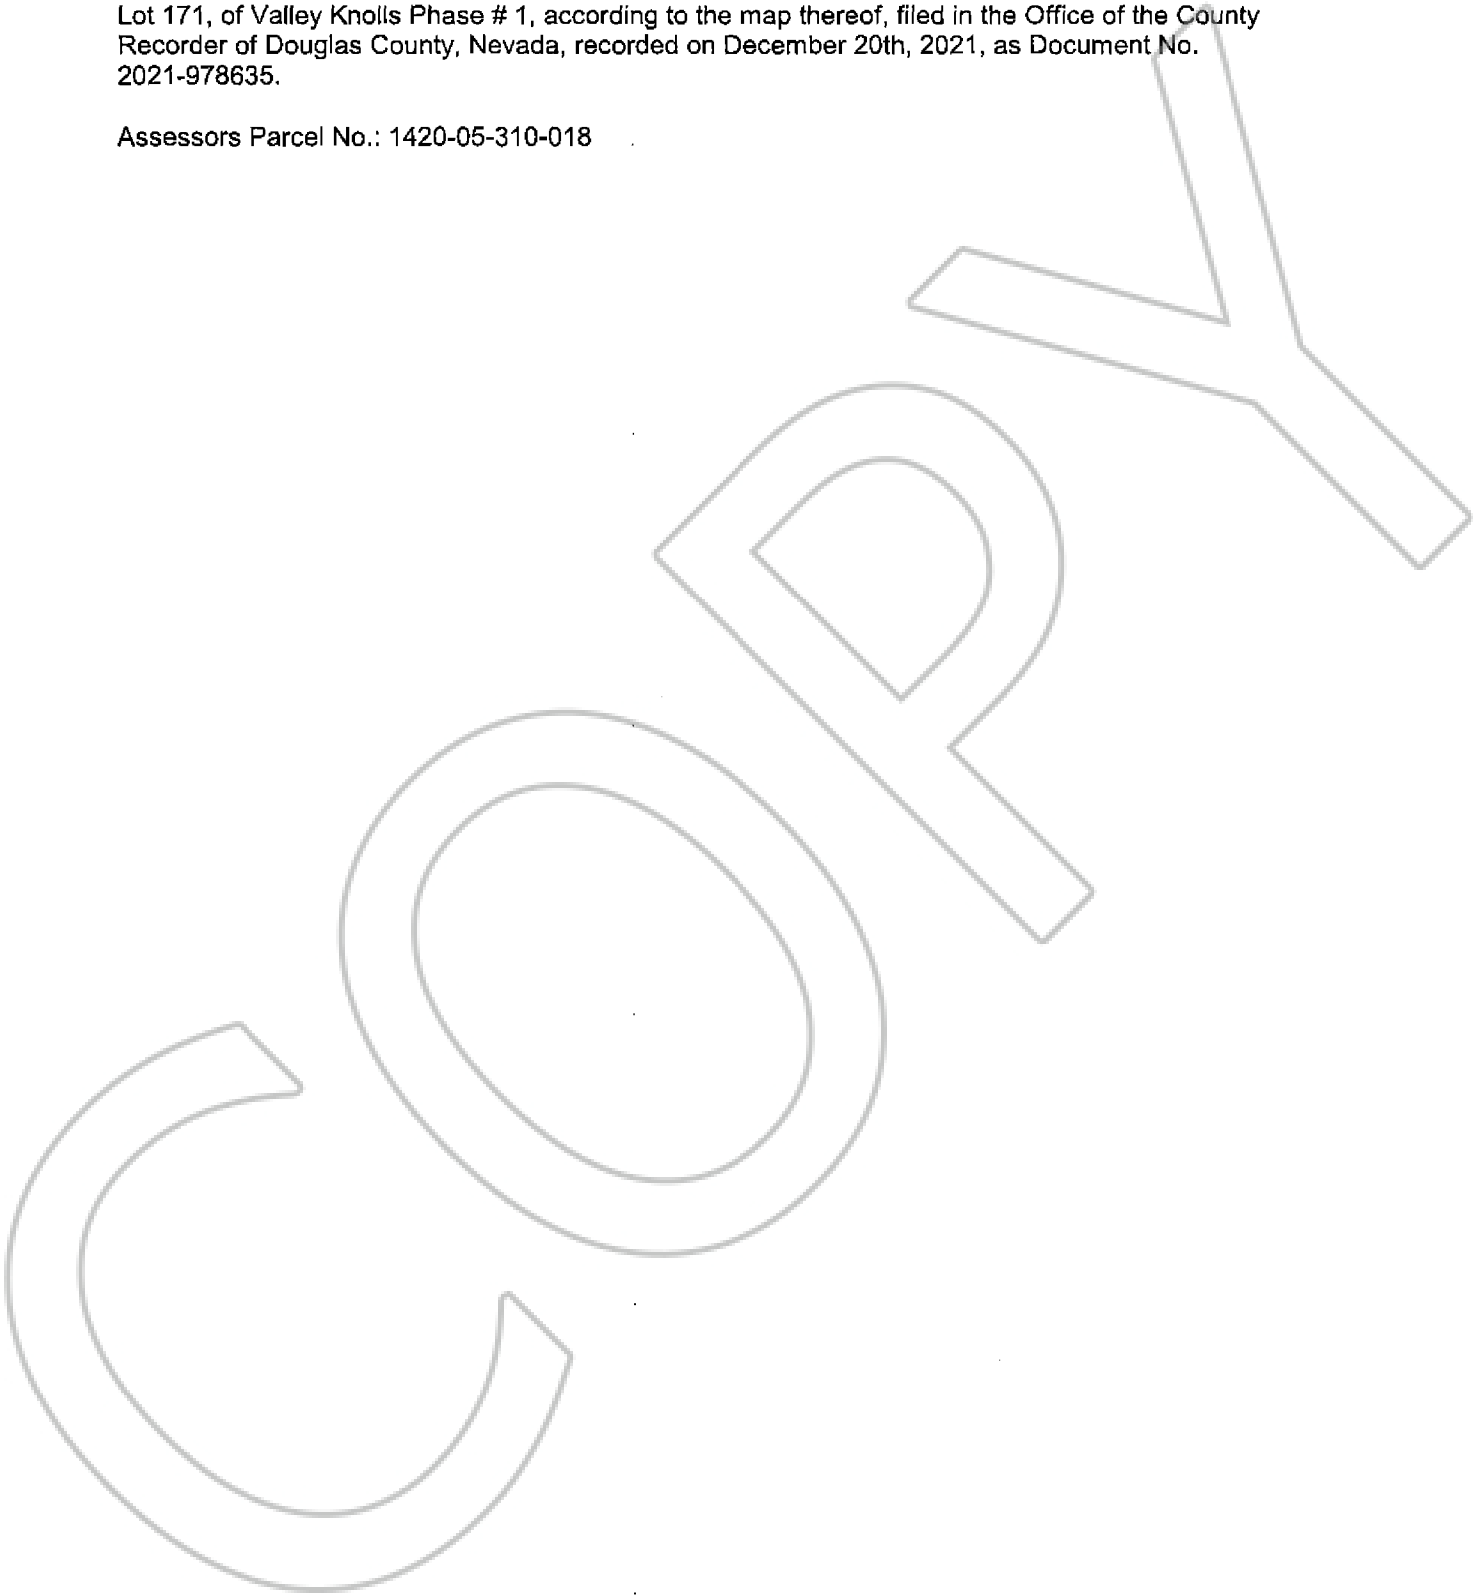 Lot 171, of Valley Knolls Phase # 1, according to the map thereof, filed in the Office of the County
Recorder of Douglas County, Nevada, recorded on December 20th, 2021, as Document No.
2021-978635.
Assessors Parcel No.: 1420-05-310-018
COPY